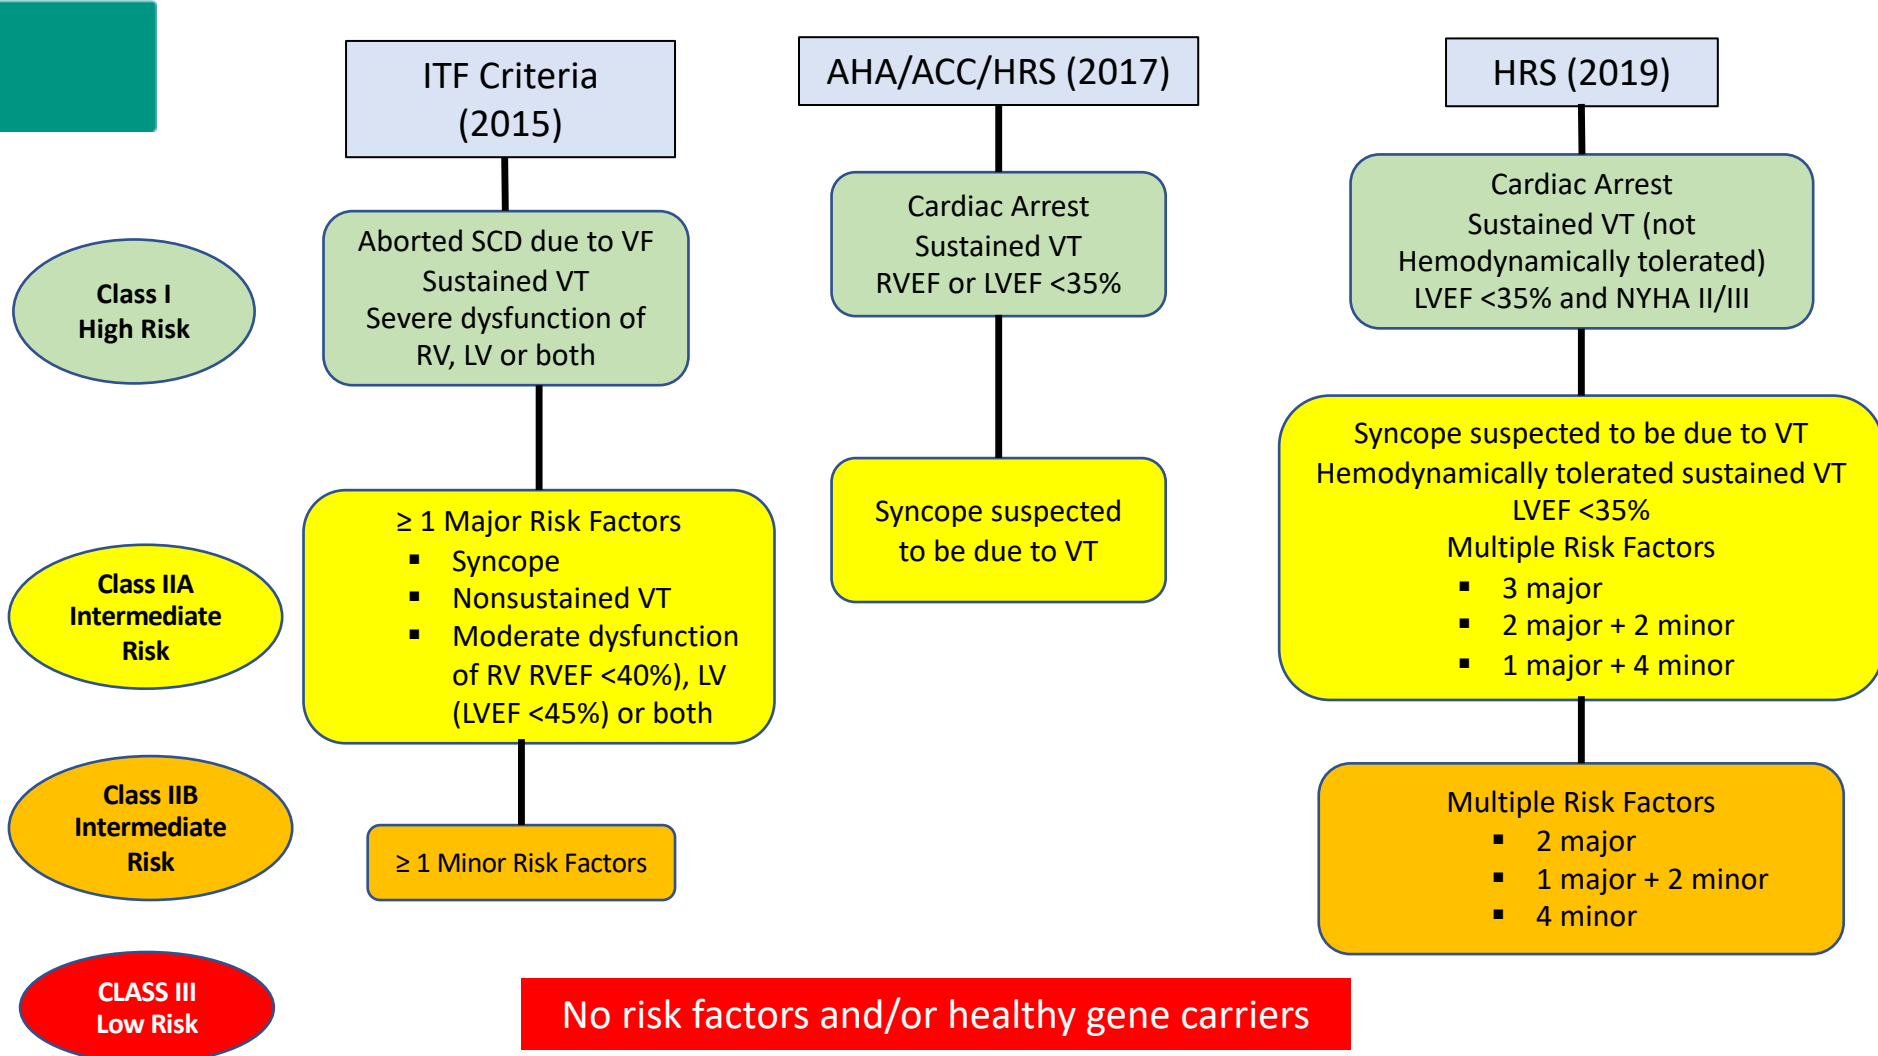 ITF Criteria
(2015)
AHA/ACC/HRS (2017)
HRS (2019)
Class I
High Risk
Aborted SCD due to VF
Sustained VT
Severe dysfunction of
RV, LV or both
Cardiac Arrest
Sustained VT
RVEF or LVEF <35%
Cardiac Arrest
Sustained VT (not
Hemodynamically tolerated)
LVEF <35% and NYHA II/III
Class IIA
Intermediate
Risk
≥ 1 Major Risk Factors
▪ Syncope
▪ Nonsustained VT
▪ Moderate dysfunction
of RV RVEF <40%), LV
(LVEF <45%) or both
Syncope suspected
to be due to VT
Syncope suspected to be due to VT
Hemodynamically tolerated sustained VT
LVEF <35%
Multiple Risk Factors
▪ 3 major
▪ 2 major + 2 minor
▪ 1 major + 4 minor
Class IIB
Intermediate
Risk
≥ 1 Minor Risk Factors
Multiple Risk Factors
▪ 2 major
▪ 1 major + 2 minor
▪ 4 minor
CLASS III
Low Risk
No risk factors and/or healthy gene carriers